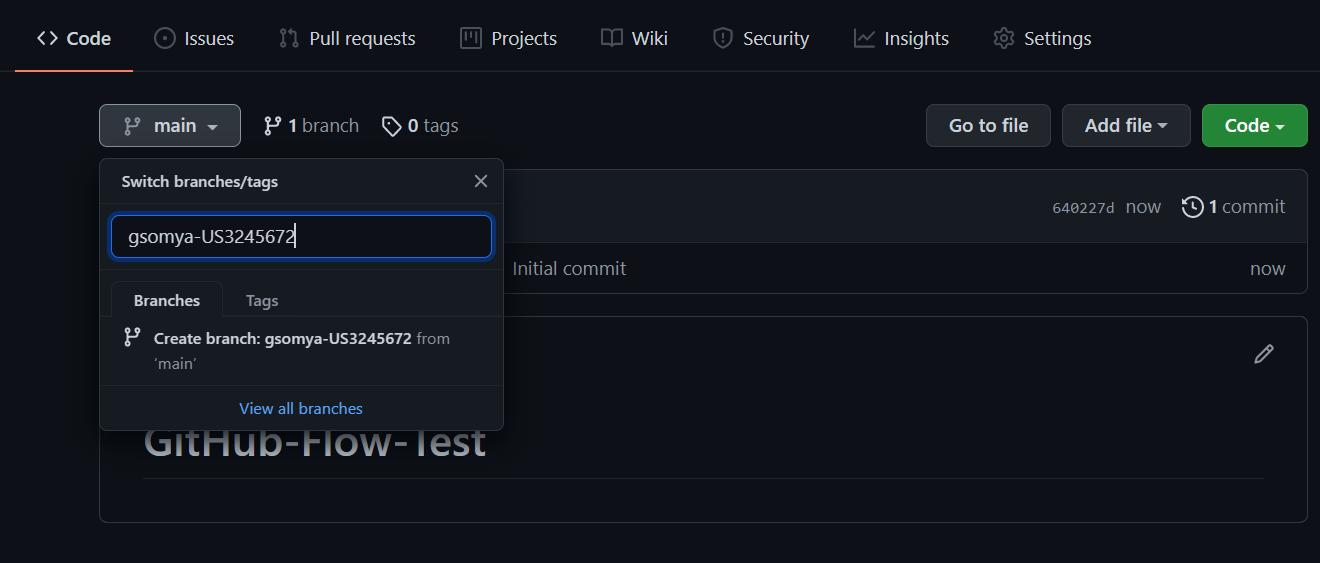 Code Issues Pull requests Projects Wiki Security Insights Settings
main 1 branch 0 tags Go to file Add file Code
Switch branches/tags
640227d now 1 commit
gsomya-US3245672
Initial commit now
Branches Tags
Create branch: gsomya-US3245672 from
'main'
View all branches
GitHub-Flow-Test